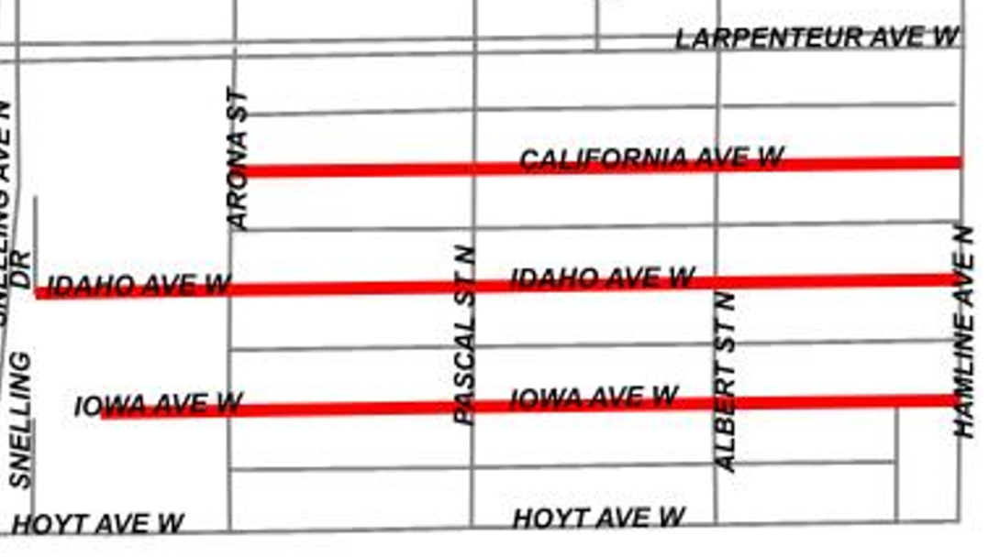 LARPENTEUR AVE W
SNELLING AVE N
ARONA ST
CALIFORNIA AVE W
HAMLINE AVE N
PASCAL ST N
SNELLING DR
IDAHO AVE W
IDAHO AVE W
ALBERT ST N
IOWA AVE W
IOWA AVE W
HOYT AVE W
HOYT AVE W